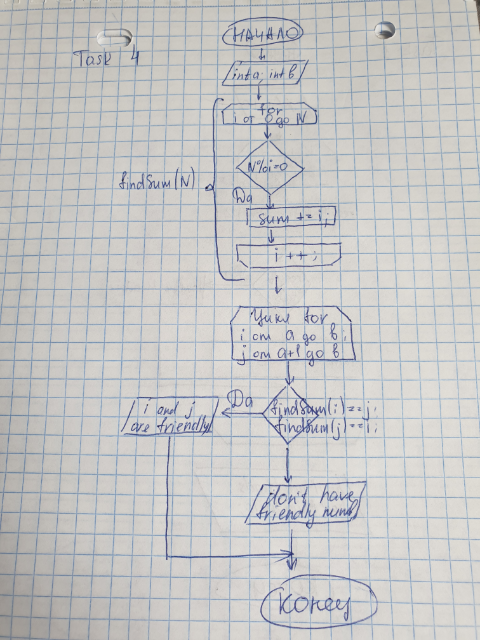 НАЧАЛО
Task 4
int a; int b
for
i от 0 до N
findSum(N)
N%i=0
Да
sum += i;
i++;
Цикл for
i от a до b;
j от a+1 до b
Да
findSum(i)==j;
findSum(j)==i;
i and j
are friendly
don't have
friendly
Конец